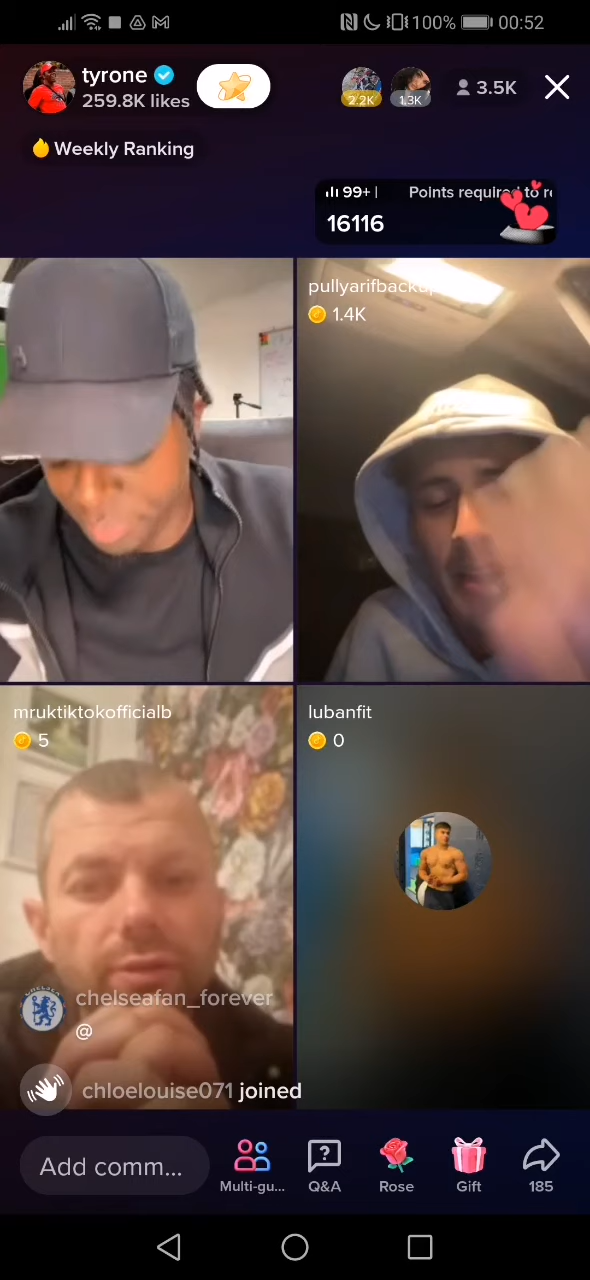 100% 00:52
tyrone
259.8K likes
2.2K
1.3K
3.5K
Weekly Ranking
99+ | Points required to
16116
1.4K
mruktiktokofficialb
5
lubanfit
0
chelseafan_forever
@
chloelouise071 joined
Add comm...
Multi-gu...
Q&A
Rose
Gift
185